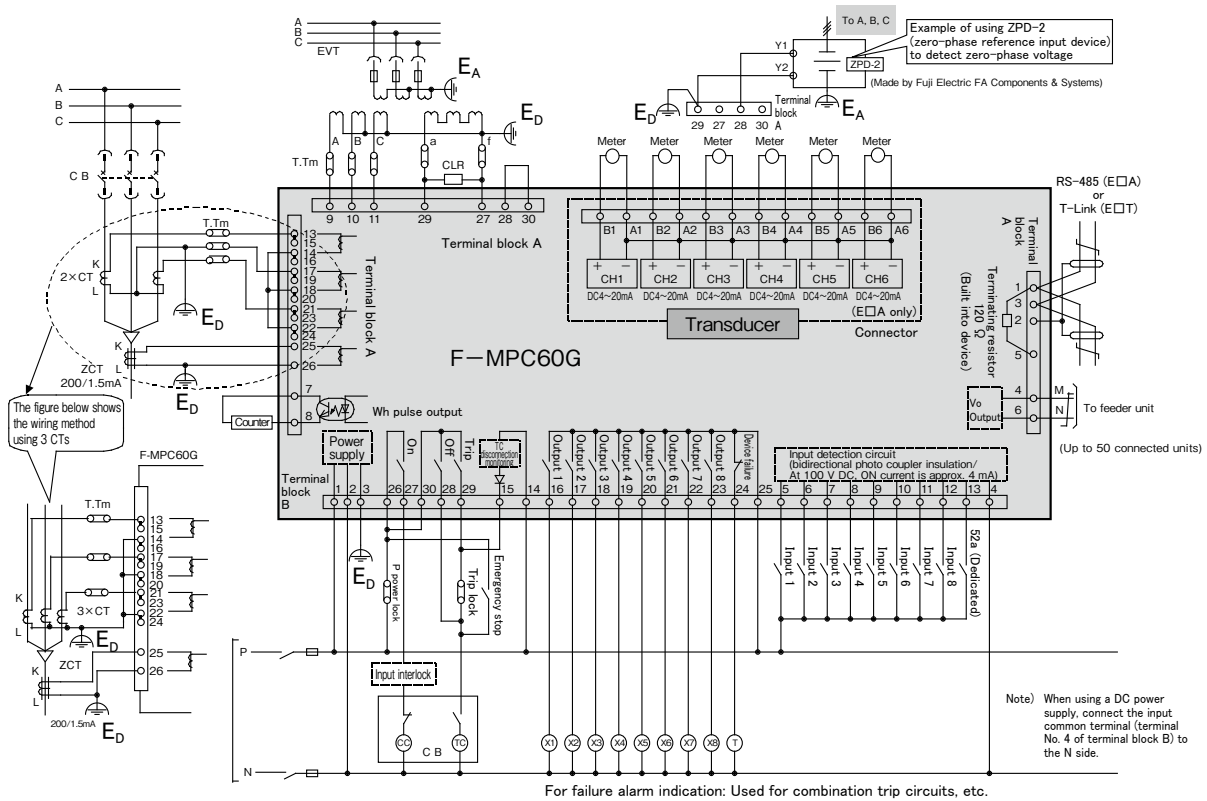 A
B
C
EVT
E_A
To A, B, C
Y1
Y2
ZPD-2
Example of using ZPD-2
(zero-phase reference input device)
to detect zero-phase voltage
(Made by Fuji Electric FA Components & Systems)
E_A
E_D
Terminal
block
A
29 27 28 30
A
B
C
C B
A B C a f
E_D
T.Tm
CLR
9 10 11 29 27 28 30
Terminal block A
Meter Meter Meter Meter Meter Meter
B1 A1 B2 A2 B3 A3 B4 A4 B5 A5 B6 A6
+ − + − + − + − + − + −
CH1 CH2 CH3 CH4 CH5 CH6
DC4~20mA DC4~20mA DC4~20mA DC4~20mA DC4~20mA DC4~20mA
(E□A only)
Connector
Transducer
RS-485 (E□A)
or
T-Link (E□T)
Terminal
block
A
Terminating resistor
120 Ω
(Built into device)
1
3
2
5
4
6
Vo
Output
M
N
To feeder unit
(Up to 50 connected units)
T.Tm
K
2×CT
L
E_D
K
L
ZCT
200/1.5mA
E_D
13
15
14
16
17
19
18
20
21
23
22
24
25
26
7
8
Terminal block A
F-MPC60G
Counter
Wh pulse output
The figure below shows
the wiring method
using 3 CTs
Power
supply
On
Off
Trip
TC
disconnection
monitoring
Output 1
Output 2
Output 3
Output 4
Output 5
Output 6
Output 7
Output 8
Device failure
Input detection circuit
(bidirectional photo coupler insulation/
At 100 V DC, ON current is approx. 4 mA)
Terminal
block
B
1 2 3 26 27 30 28 29 15 14 16 17 18 19 20 21 22 23 24 25 5 6 7 8 9 10 11 12 13 4
E_D
P power lock
Trip lock
Emergency stop
Input 1
Input 2
Input 3
Input 4
Input 5
Input 6
Input 7
Input 8
52a (Dedicated)
F-MPC60G
T.Tm
13
15
14
16
17
19
18
20
21
23
22
24
25
26
K
L
3×CT
E_D
ZCT
K
L
200/1.5mA
E_D
P
Input interlock
CC
C B
TC
X1 X2 X3 X4 X5 X6 X7 X8 T
N
Note) When using a DC power
supply, connect the input
common terminal (terminal
No. 4 of terminal block B) to
the N side.
For failure alarm indication: Used for combination trip circuits, etc.